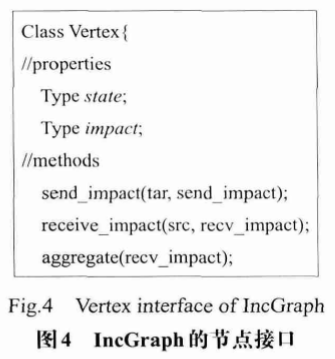 Class Vertex{
//properties
Type state;
Type impact;
//methods
send_impact(tar, send_impact);
receive_impact(src, recv_impact);
aggregate(recv_impact);
Fig.4 Vertex interface of IncGraph
图4 IncGraph的节点接口